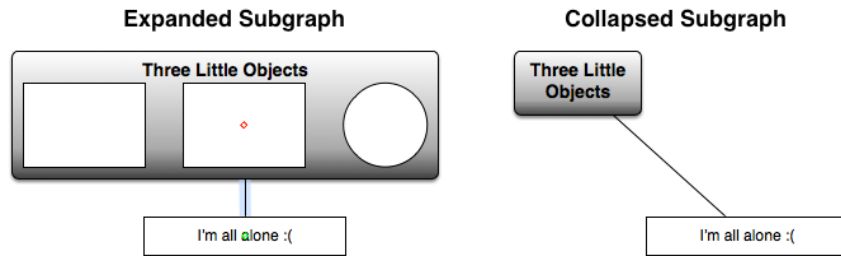 Expanded Subgraph
Three Little Objects
I'm all alone :(
Collapsed Subgraph
Three Little
Objects
I'm all alone :(